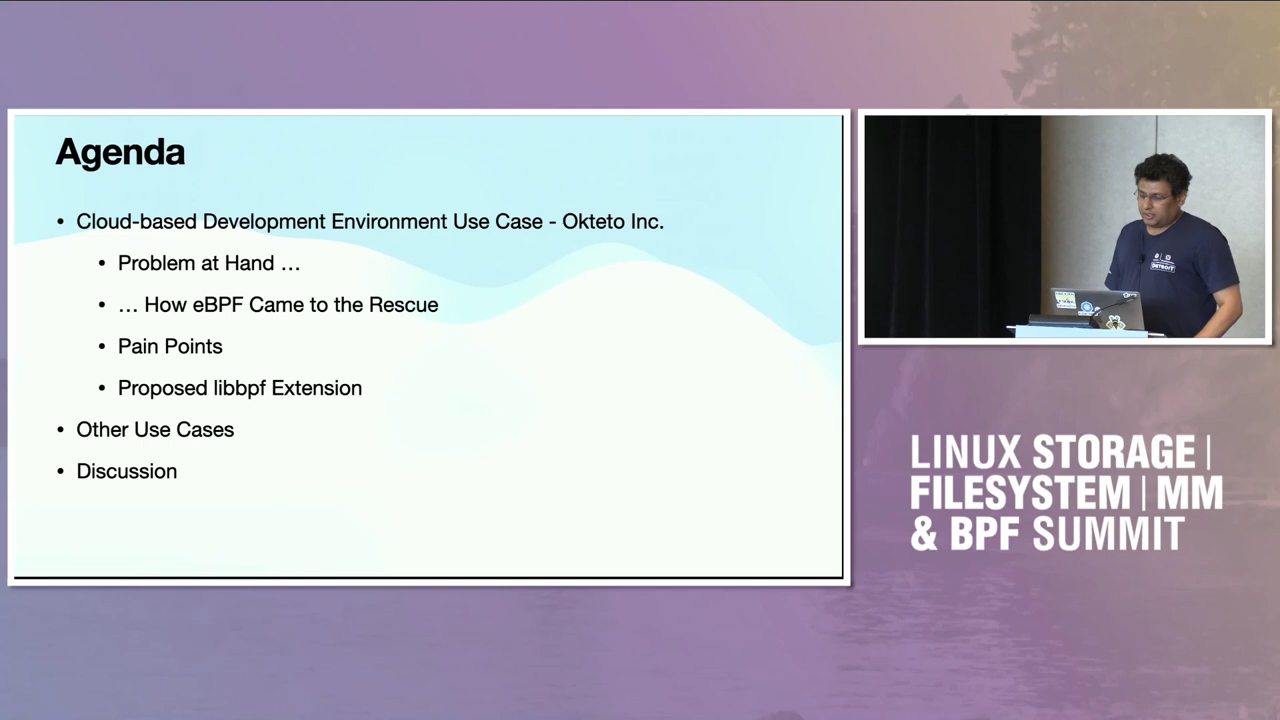 Agenda
• Cloud-based Development Environment Use Case - Okteto Inc.
• Problem at Hand …
• … How eBPF Came to the Rescue
• Pain Points
• Proposed libbpf Extension
• Other Use Cases
• Discussion
DETROIT
LINUX STORAGE |
FILESYSTEM | MM
& BPF SUMMIT